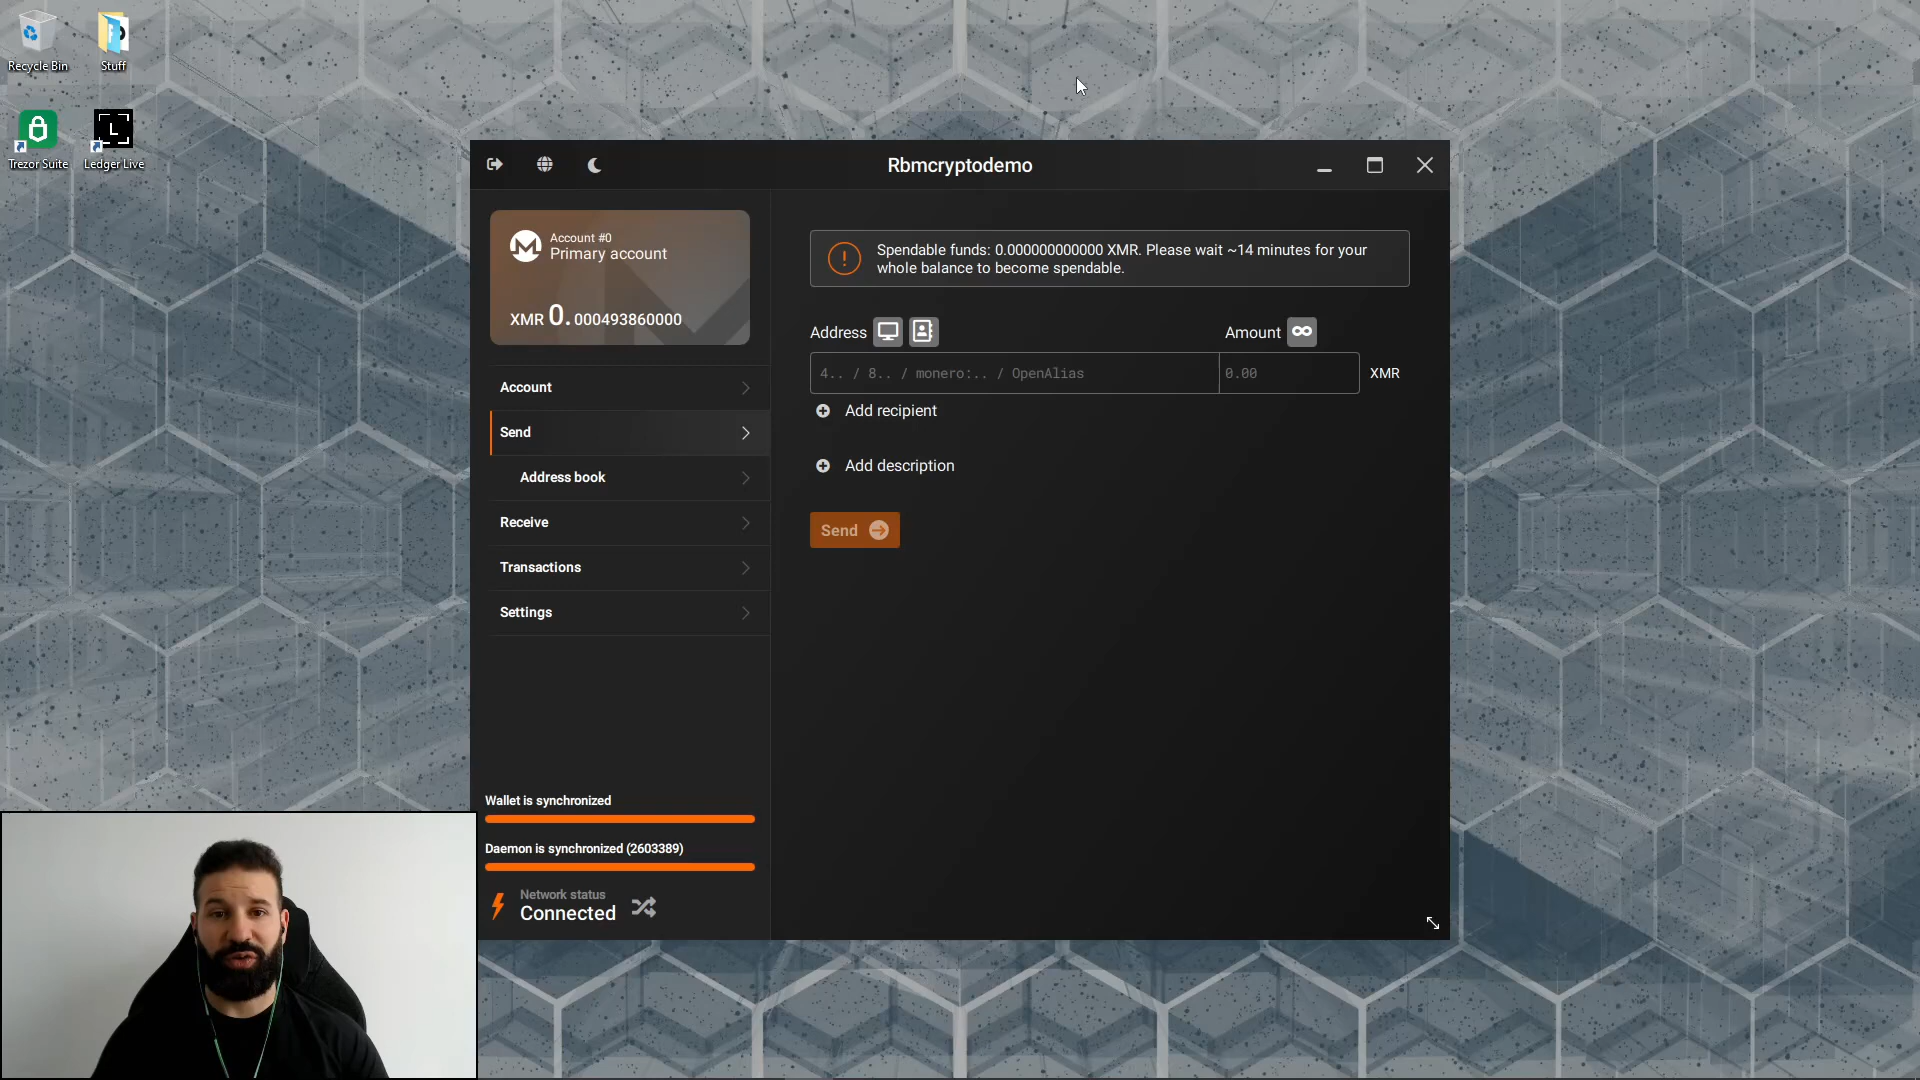 Recycle Bin
Stuff
Trezor Suite
Ledger Live
Rbmcryptodemo
Account #0
Primary account
XMR 0.000493860000
Account
Send
Address book
Receive
Transactions
Settings
Wallet is synchronized
Daemon is synchronized (2603389)
Network status
Connected
Spendable funds: 0.000000000000 XMR. Please wait ~14 minutes for your
whole balance to become spendable.
Address
Amount
4.. / 8.. / monero:.. / OpenAlias
0.00
XMR
Add recipient
Add description
Send